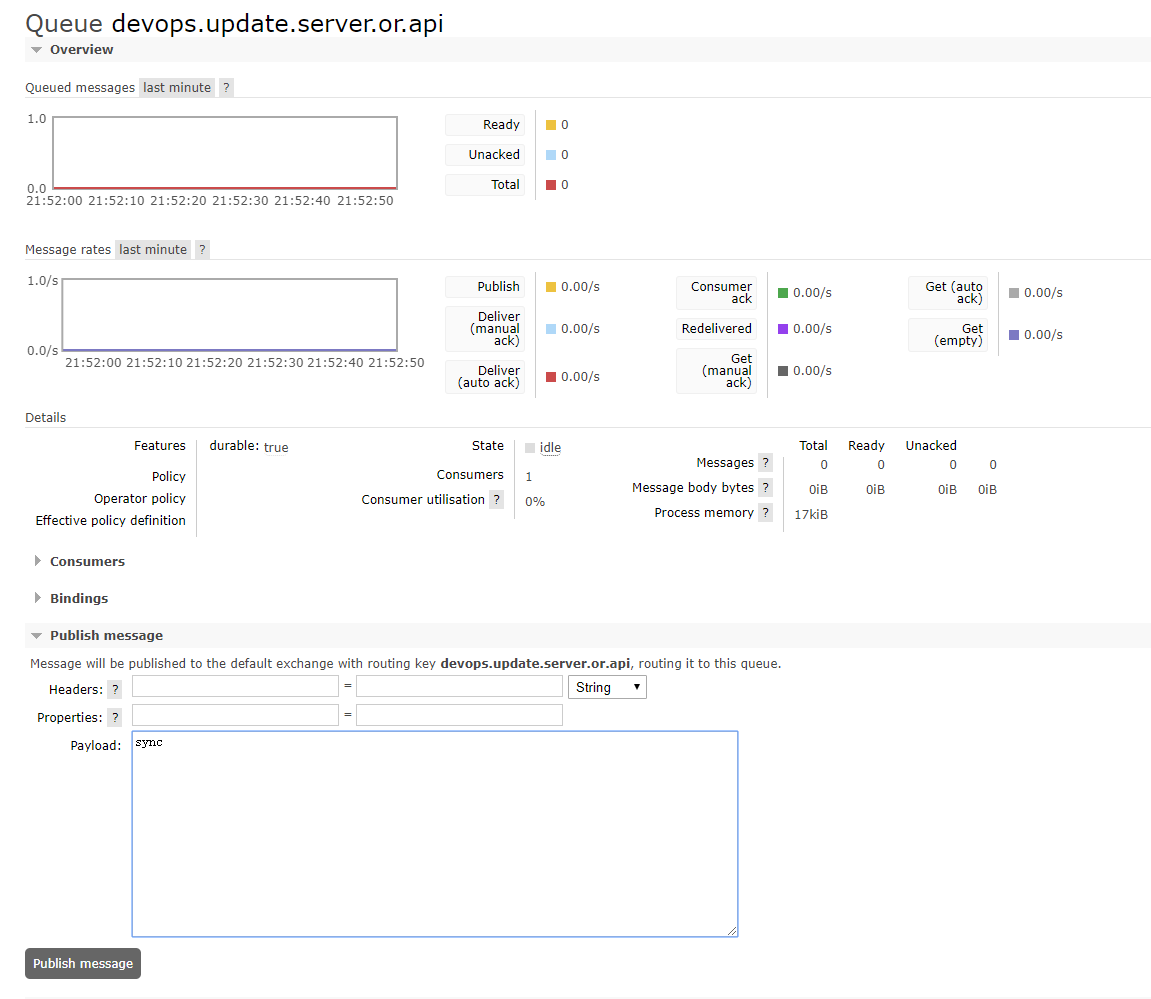 Queue devops.update.server.or.api
Overview
Queued messages last minute ?
1.0
0.0
21:52:00 21:52:10 21:52:20 21:52:30 21:52:40 21:52:50
Ready 0
Unacked 0
Total 0
Message rates last minute ?
1.0/s
0.0/s
21:52:00 21:52:10 21:52:20 21:52:30 21:52:40 21:52:50
Publish 0.00/s
Deliver
(manual 0.00/s
ack)
Deliver
(auto ack) 0.00/s
Consumer
ack 0.00/s
Redelivered 0.00/s
Get
(manual 0.00/s
ack)
Get (auto
ack) 0.00/s
Get
(empty) 0.00/s
Details
Features durable: true
Policy
Operator policy
Effective policy definition
State idle
Consumers 1
Consumer utilisation ? 0%
Total Ready Unacked
Messages ? 0 0 0 0
Message body bytes ? 0iB 0iB 0iB 0iB
Process memory ? 17kiB
Consumers
Bindings
Publish message
Message will be published to the default exchange with routing key devops.update.server.or.api, routing it to this queue.
Headers: ? = String
Properties: ? =
Payload: sync
Publish message